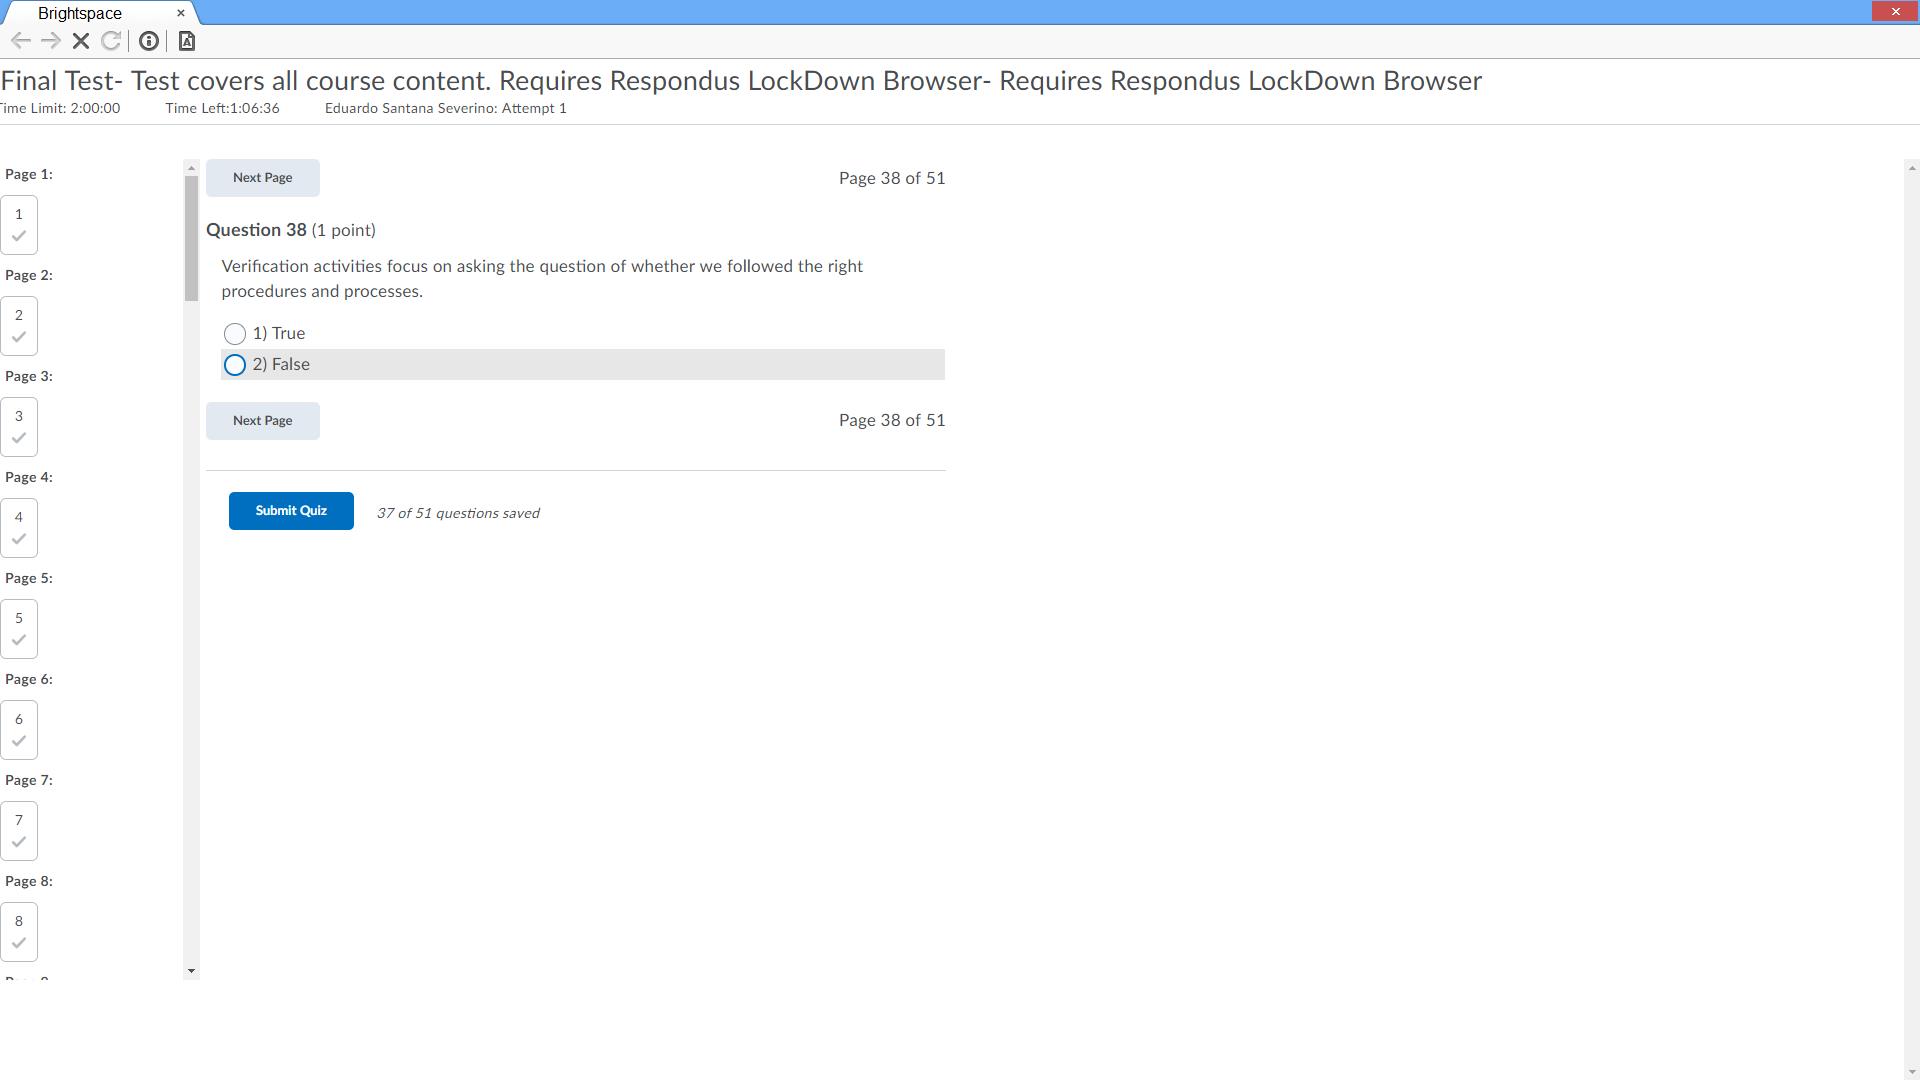 Brightspace
Final Test- Test covers all course content. Requires Respondus LockDown Browser- Requires Respondus LockDown Browser
Time Limit: 2:00:00 Time Left:1:06:36 Eduardo Santana Severino: Attempt 1
Page 1:
1
Page 2:
2
Page 3:
3
Page 4:
4
Page 5:
5
Page 6:
6
Page 7:
7
Page 8:
8
Next Page Page 38 of 51
Question 38 (1 point)
Verification activities focus on asking the question of whether we followed the right
procedures and processes.
1) True
2) False
Next Page Page 38 of 51
Submit Quiz 37 of 51 questions saved